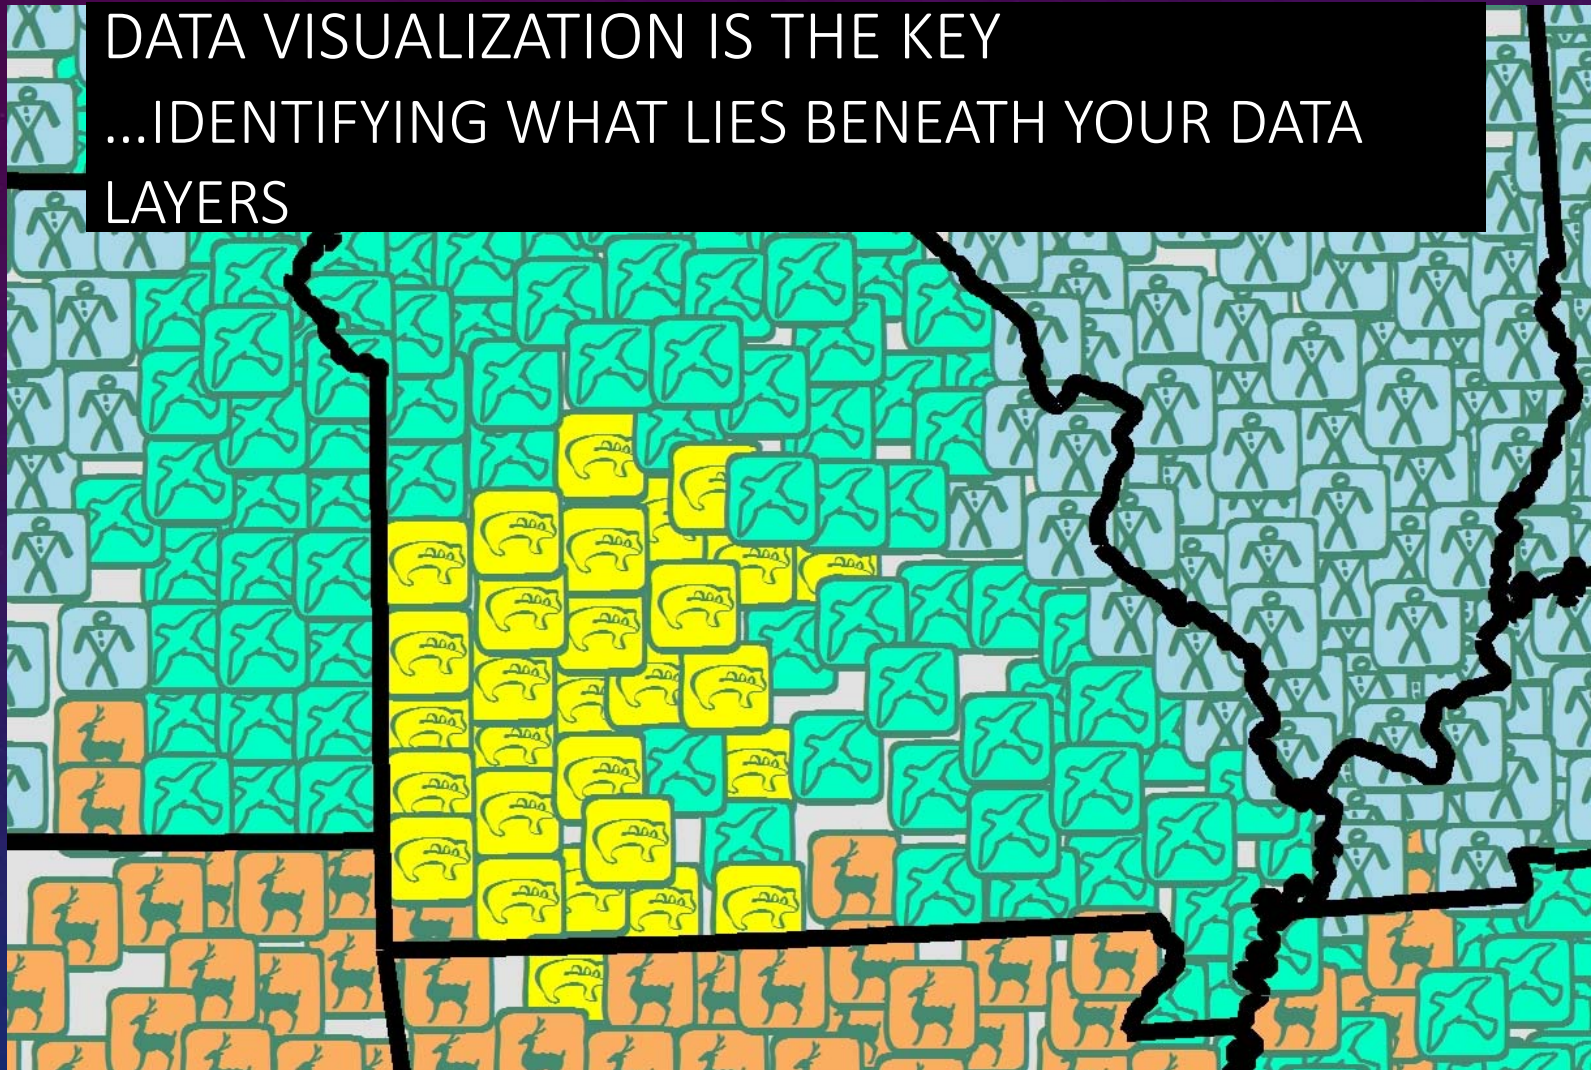 DATA VISUALIZATION IS THE KEY
…IDENTIFYING WHAT LIES BENEATH YOUR DATA
LAYERS